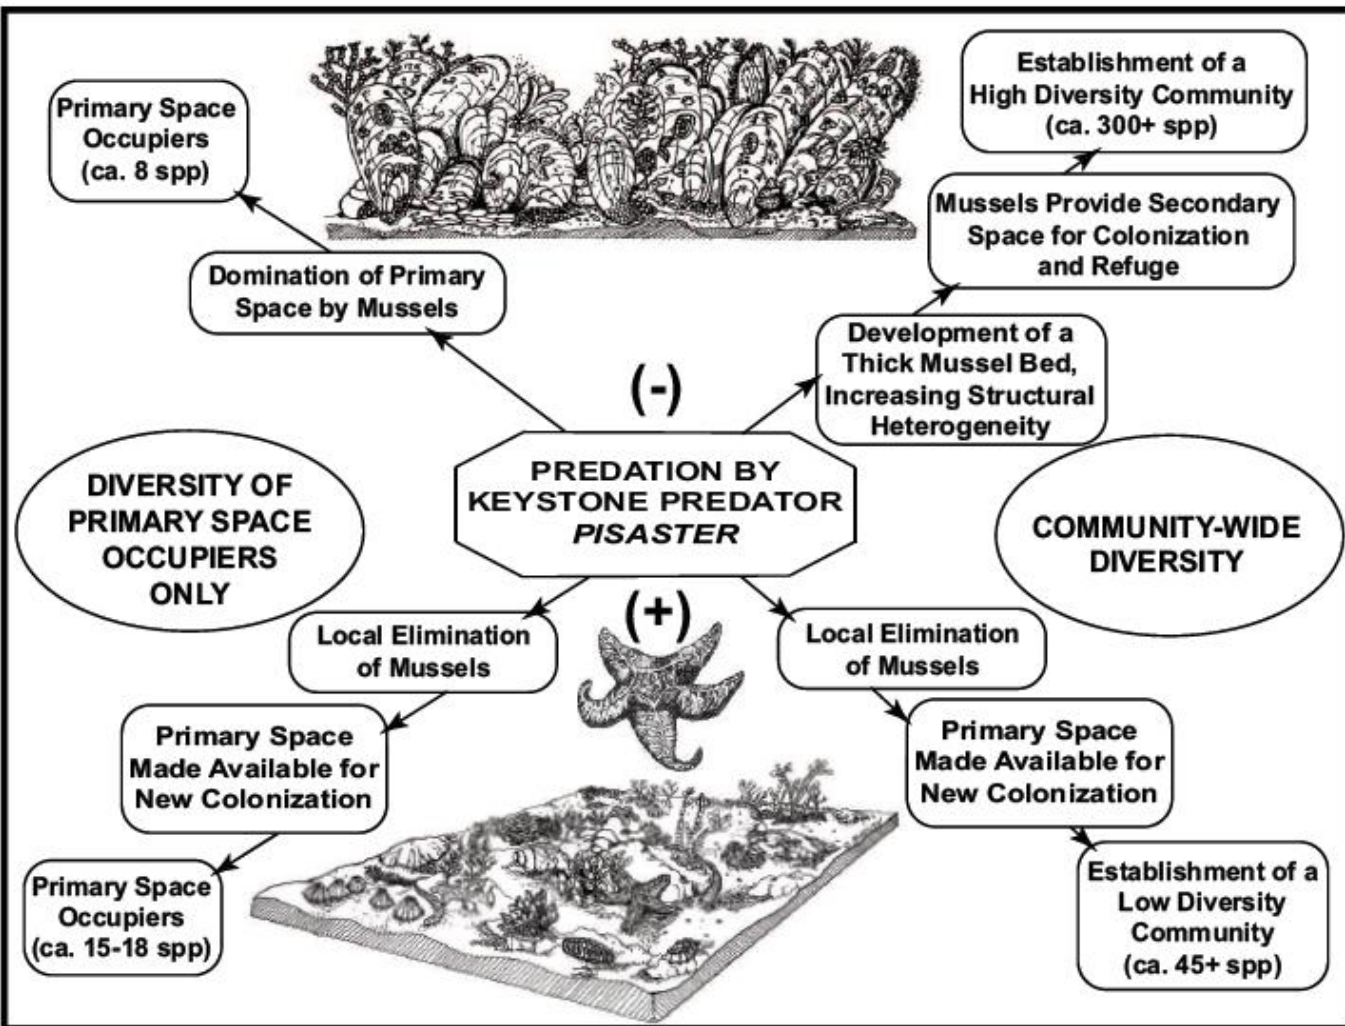 Primary Space
Occupiers
(ca. 8 spp)
Domination of Primary
Space by Mussels
Establishment of a
High Diversity Community
(ca. 300+ spp)
Mussels Provide Secondary
Space for Colonization
and Refuge
Development of a
Thick Mussel Bed,
Increasing Structural
Heterogeneity
(-)
DIVERSITY OF
PRIMARY SPACE
OCCUPIERS
ONLY
PREDATION BY
KEYSTONE PREDATOR
PISASTER
COMMUNITY-WIDE
DIVERSITY
(+)
Local Elimination
of Mussels
Primary Space
Made Available for
New Colonization
Primary Space
Occupiers
(ca. 15-18 spp)
Local Elimination
of Mussels
Primary Space
Made Available for
New Colonization
Establishment of a
Low Diversity
Community
(ca. 45+ spp)